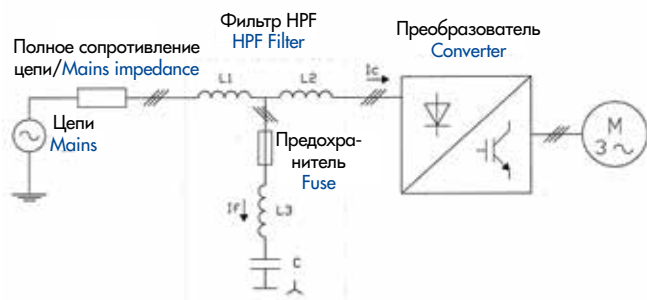 Фильтр HPF
HPF Filter
Преобразователь
Converter
Полное сопротивление
цепи/Mains impedance
L1
L2
Ic
Цепи
Mains
Предохра-
нитель
Fuse
M
3 ~
If
L3
C